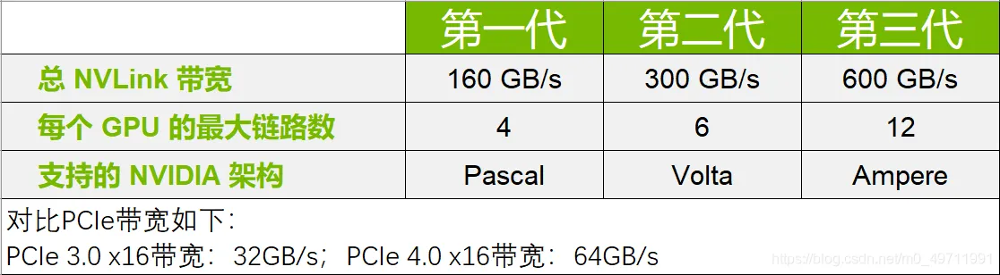 第一代 第二代 第三代
总 NVLink 带宽 160 GB/s 300 GB/s 600 GB/s
每个 GPU 的最大链路数 4 6 12
支持的 NVIDIA 架构 Pascal Volta Ampere
对比PCIe带宽如下：
PCIe 3.0 x16带宽：32GB/s；PCIe 4.0 x16带宽：64GB/s
https://blog.csdn.net/m0_49711991